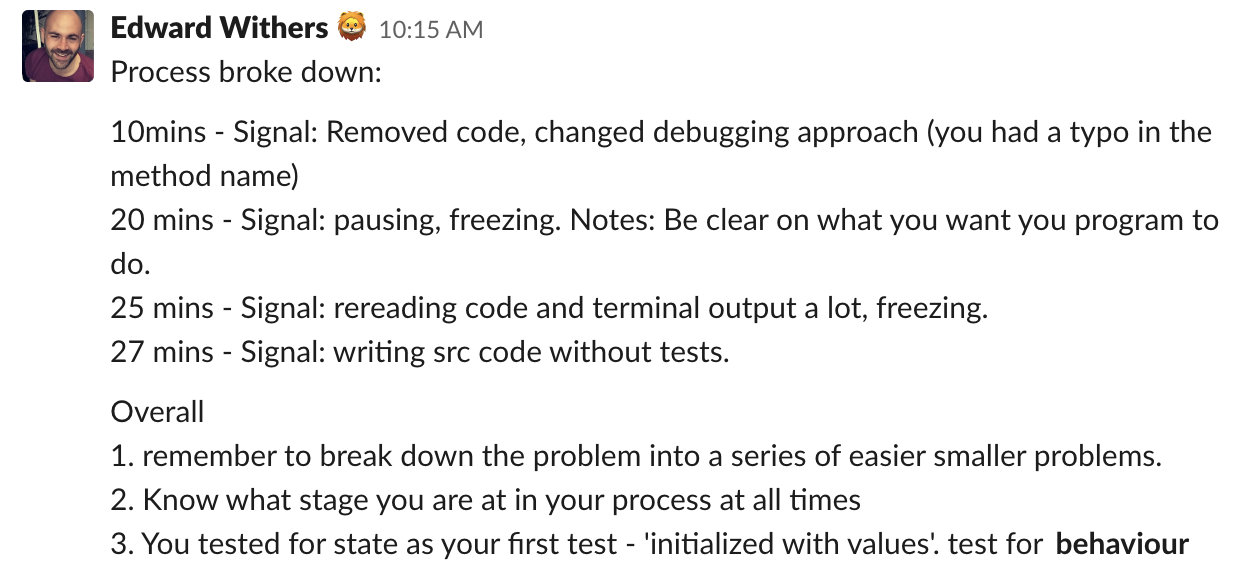 Edward Withers 🦁 10:15 AM
Process broke down:
10mins - Signal: Removed code, changed debugging approach (you had a typo in the
method name)
20 mins - Signal: pausing, freezing. Notes: Be clear on what you want you program to
do.
25 mins - Signal: rereading code and terminal output a lot, freezing.
27 mins - Signal: writing src code without tests.
Overall
1. remember to break down the problem into a series of easier smaller problems.
2. Know what stage you are at in your process at all times
3. You tested for state as your first test - 'initialized with values'. test for behaviour